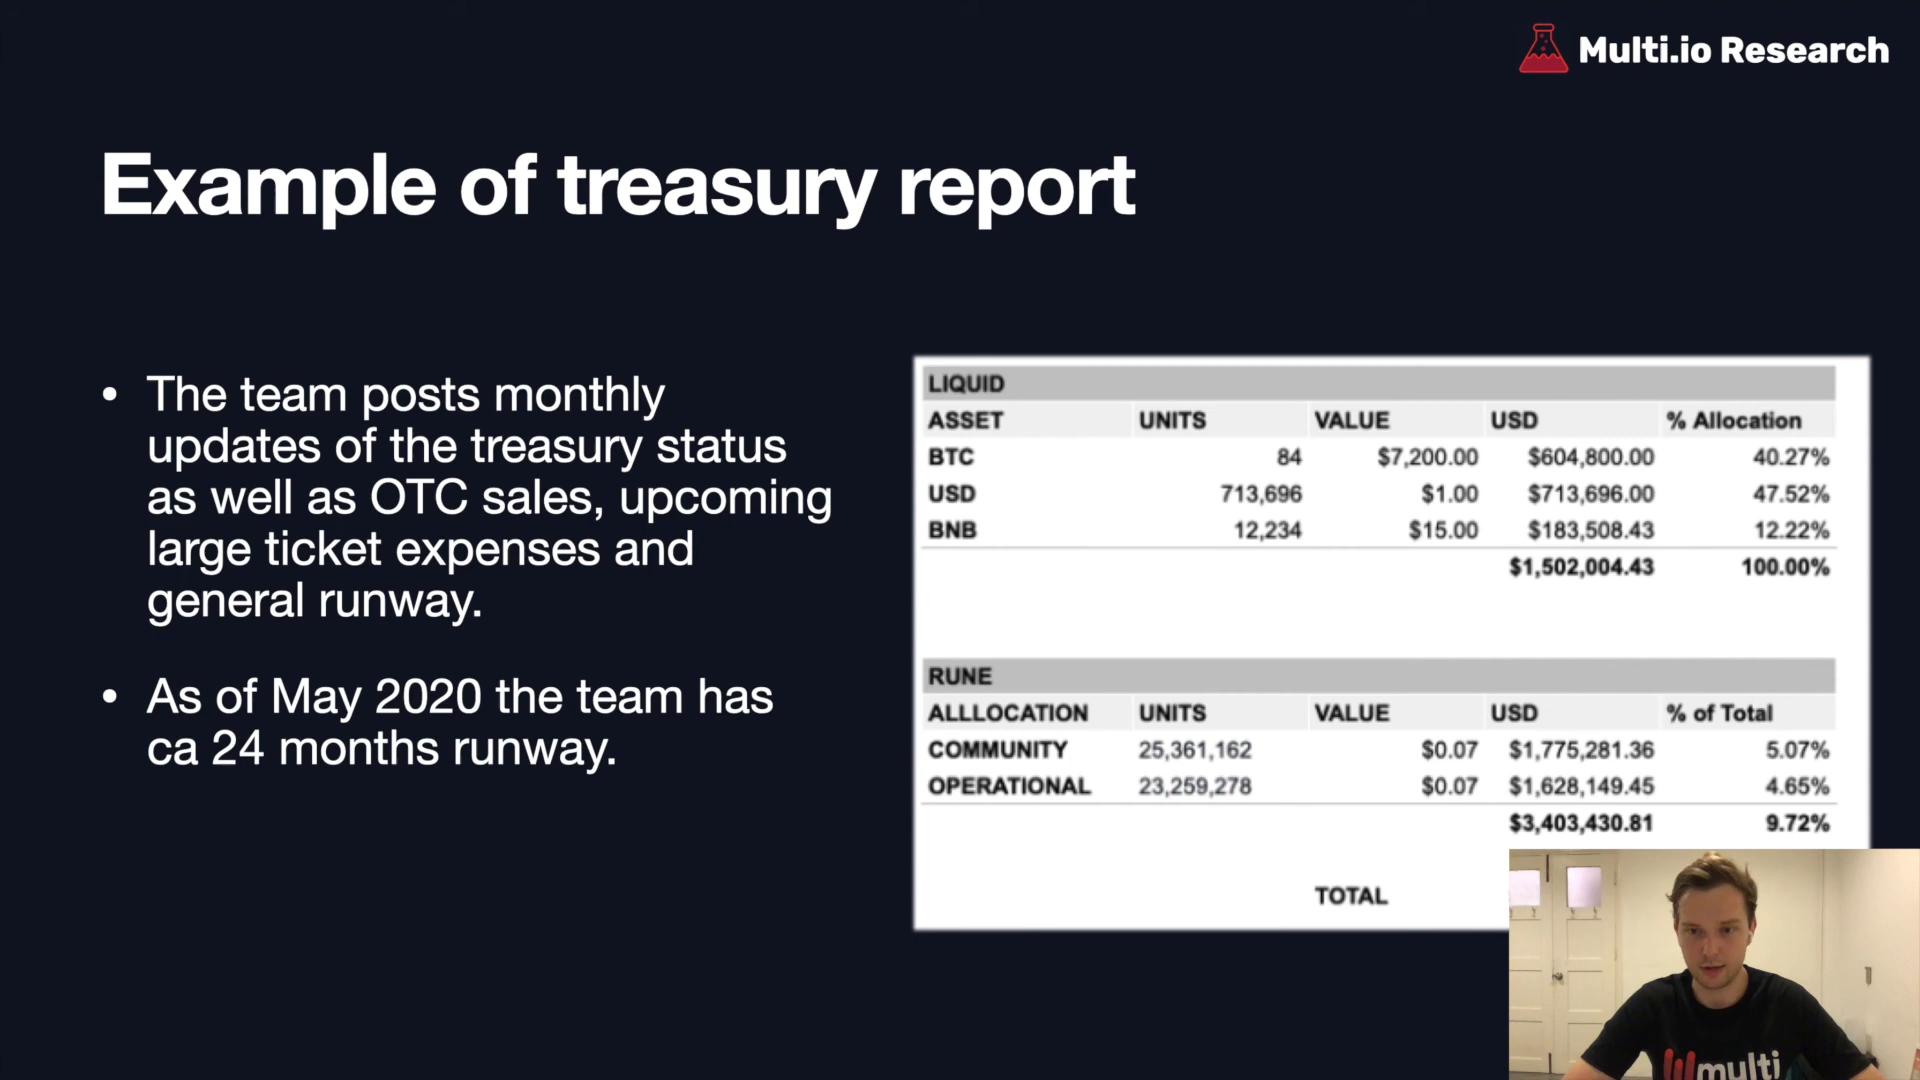 Multi.io Research
Example of treasury report
• The team posts monthly
updates of the treasury status
as well as OTC sales, upcoming
large ticket expenses and
general runway.
• As of May 2020 the team has
ca 24 months runway.
LIQUID
ASSET UNITS VALUE USD % Allocation
BTC 84 $7,200.00 $604,800.00 40.27%
USD 713,696 $1.00 $713,696.00 47.52%
BNB 12,234 $15.00 $183,508.43 12.22%
$1,502,004.43 100.00%
RUNE
ALLLOCATION UNITS VALUE USD % of Total
COMMUNITY 25,361,162 $0.07 $1,775,281.36 5.07%
OPERATIONAL 23,259,278 $0.07 $1,628,149.45 4.65%
$3,403,430.81 9.72%
TOTAL
multi